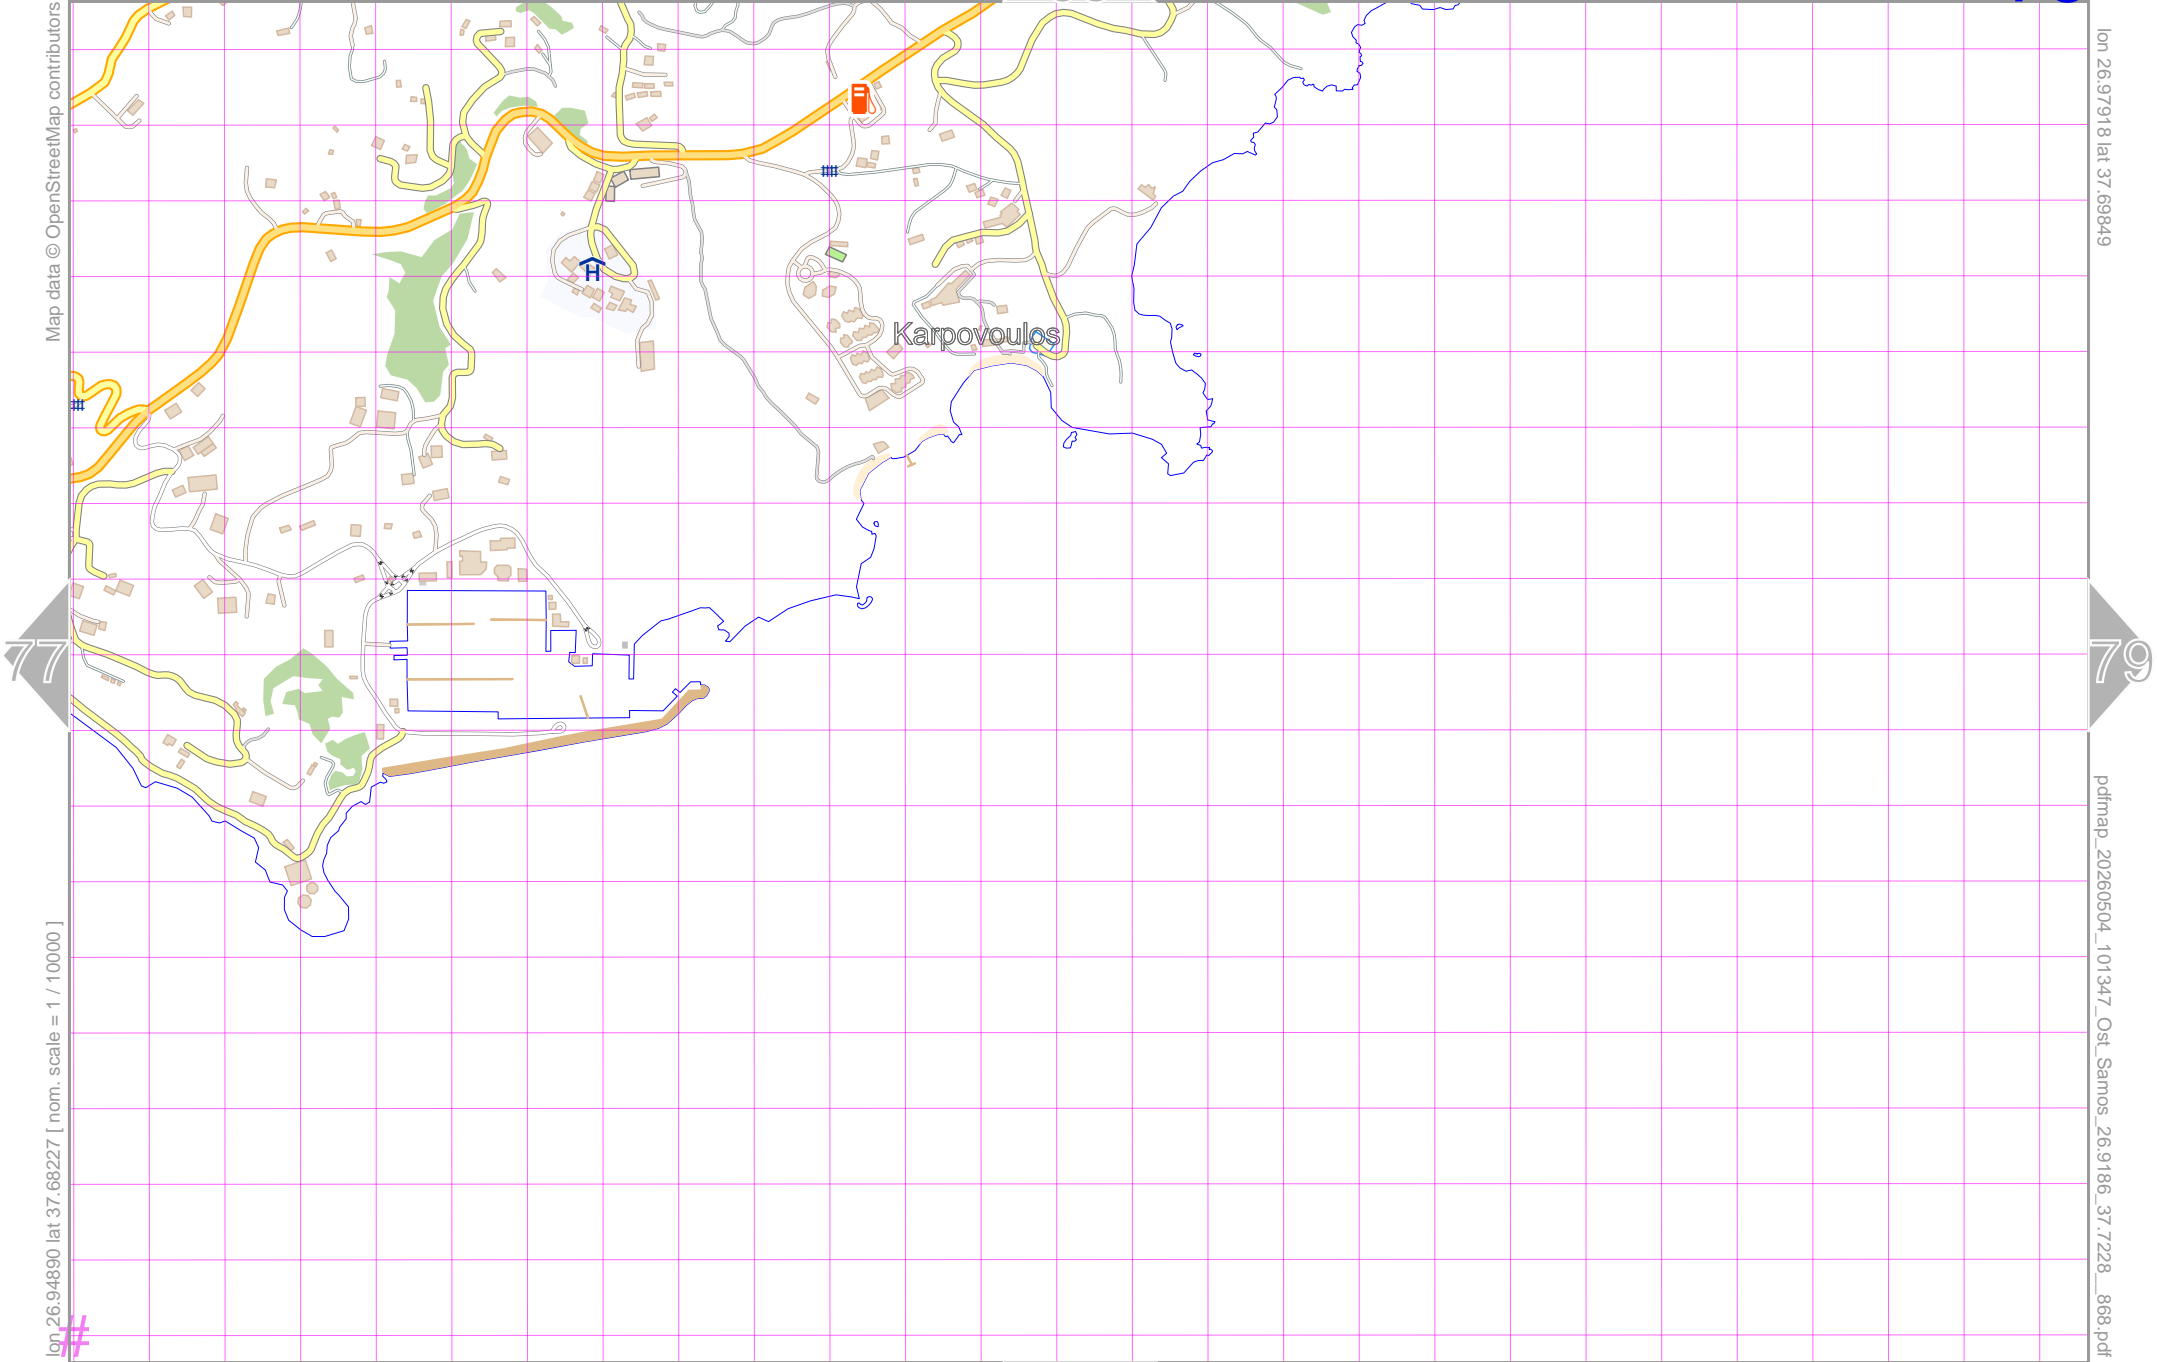 Map data © OpenStreetMap contributors
lon 26.97918 lat 37.69849
H
Karpovoulos
77
79
lon 26.94890 lat 37.68227 [ nom. scale = 1 / 10000 ]
pdfmap_20260504_101347_Ost_Samos_26.9186_37.7228__868.pdf
#